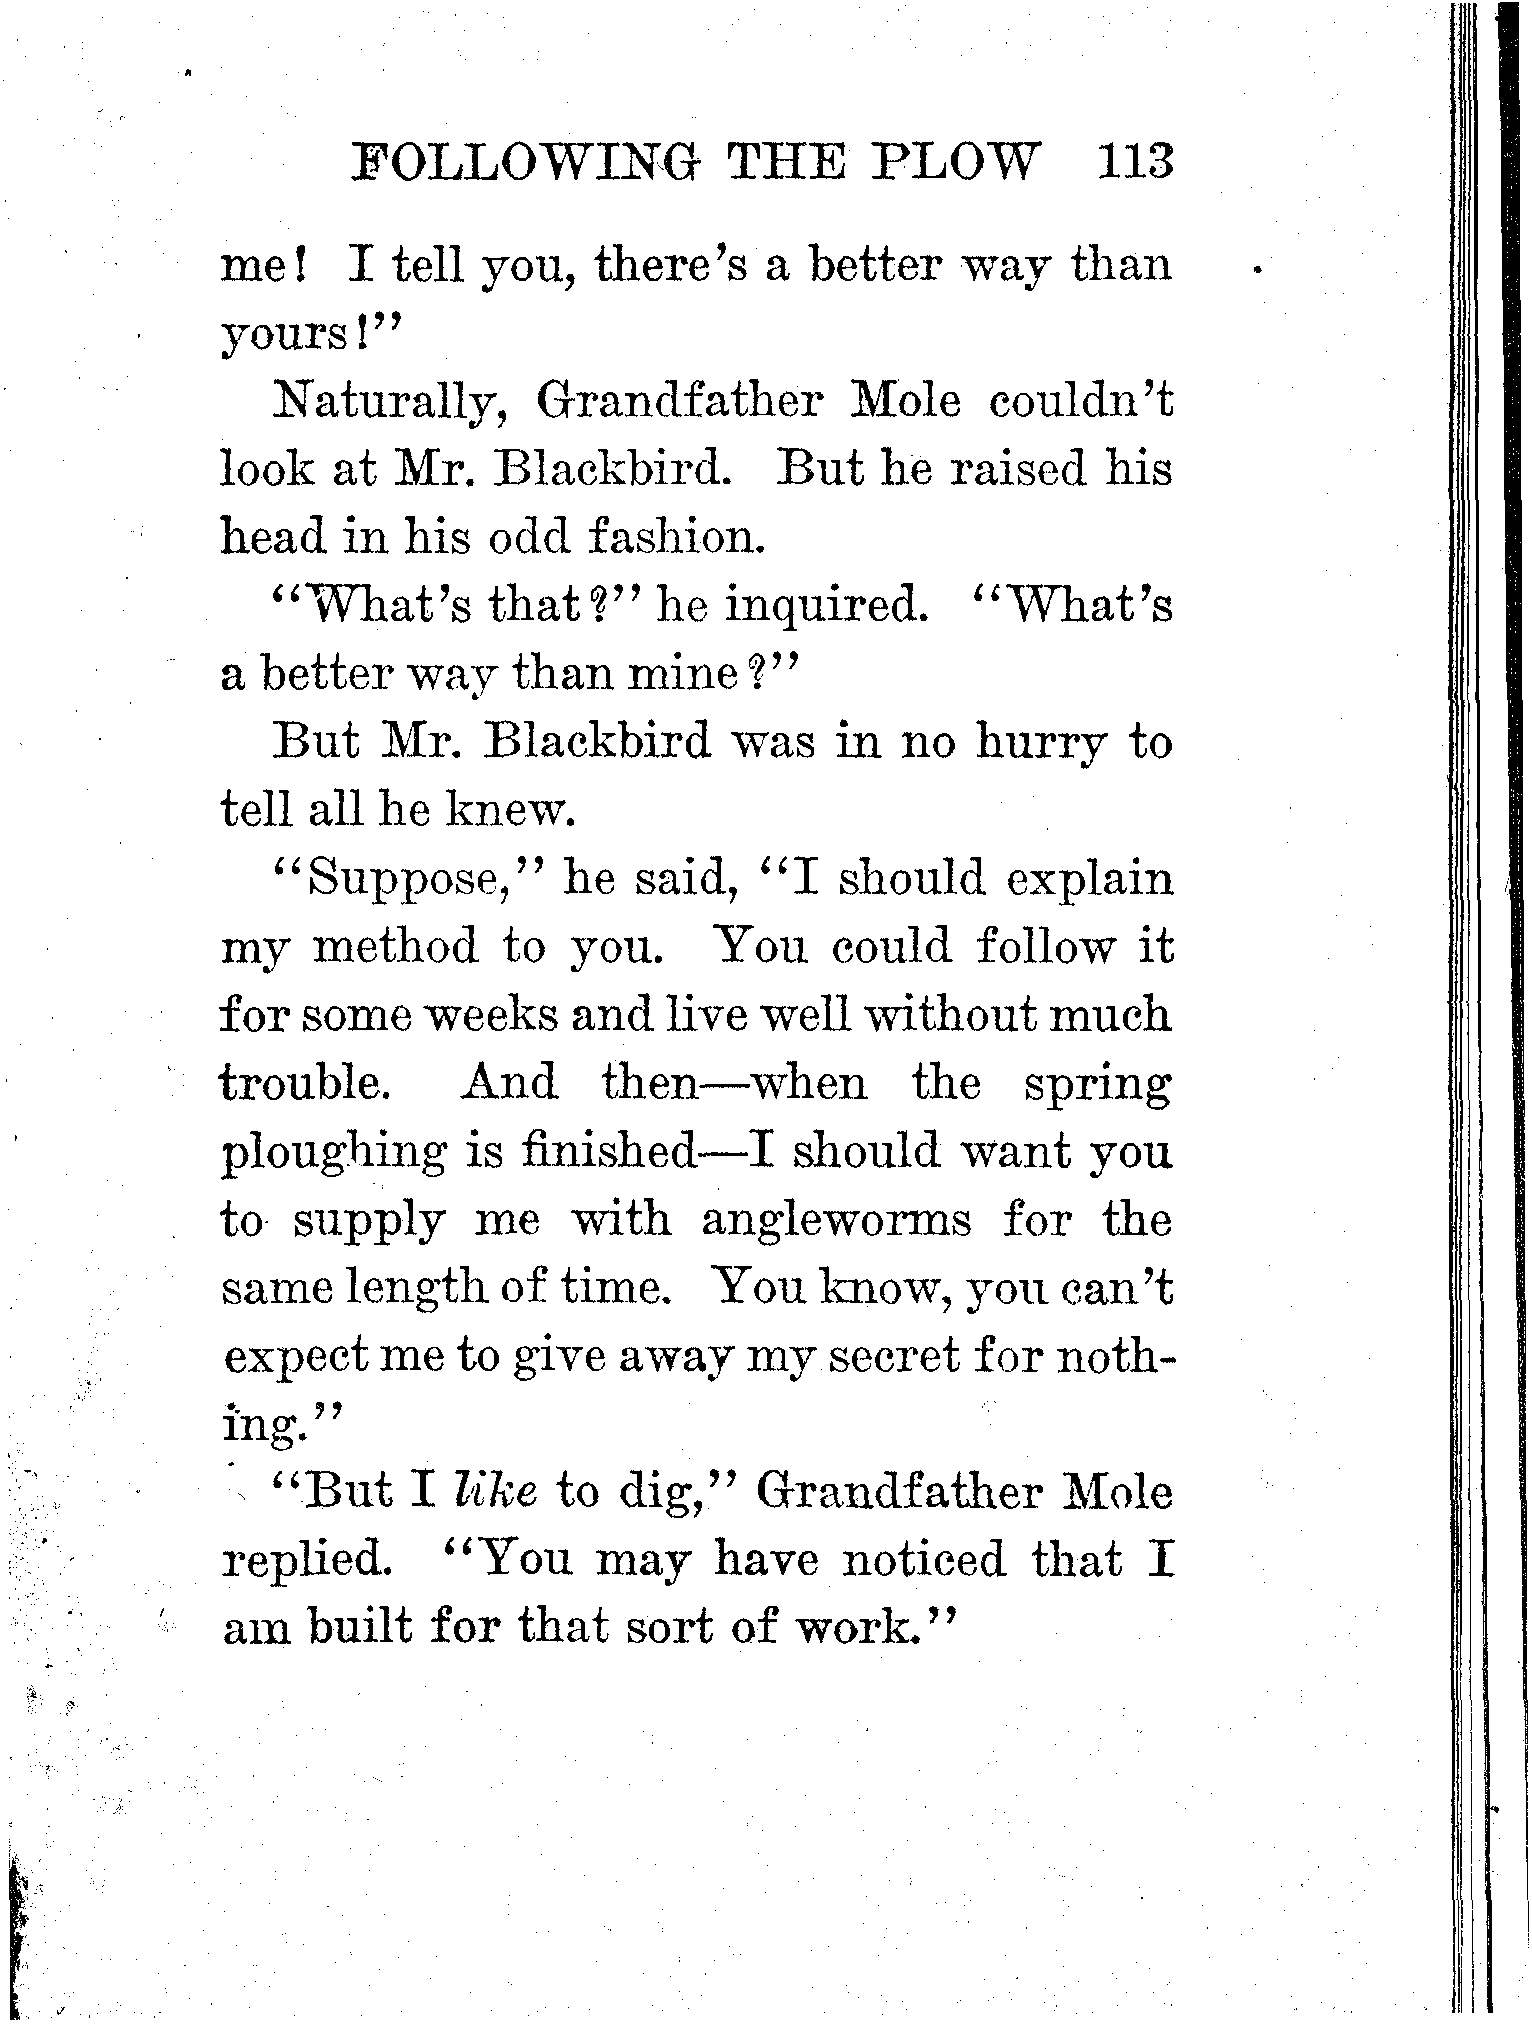 FOLLOWING THE PLOW 113
me! I tell you, there's a better way than
yours!"
Naturally, Grandfather Mole couldn't
look at Mr. Blackbird. But he raised his
head in his odd fashion.
"What's that?" he inquired. "What's
a better way than mine?"
But Mr. Blackbird was in no hurry to
tell all he knew.
"Suppose," he said, "I should explain
my method to you. You could follow it
for some weeks and live well without much
trouble. And then—when the spring
ploughing is finished—I should want you
to supply me with angleworms for the
same length of time. You know, you can't
expect me to give away my secret for noth-
ing."
"But I like to dig," Grandfather Mole
replied. "You may have noticed that I
am built for that sort of work."